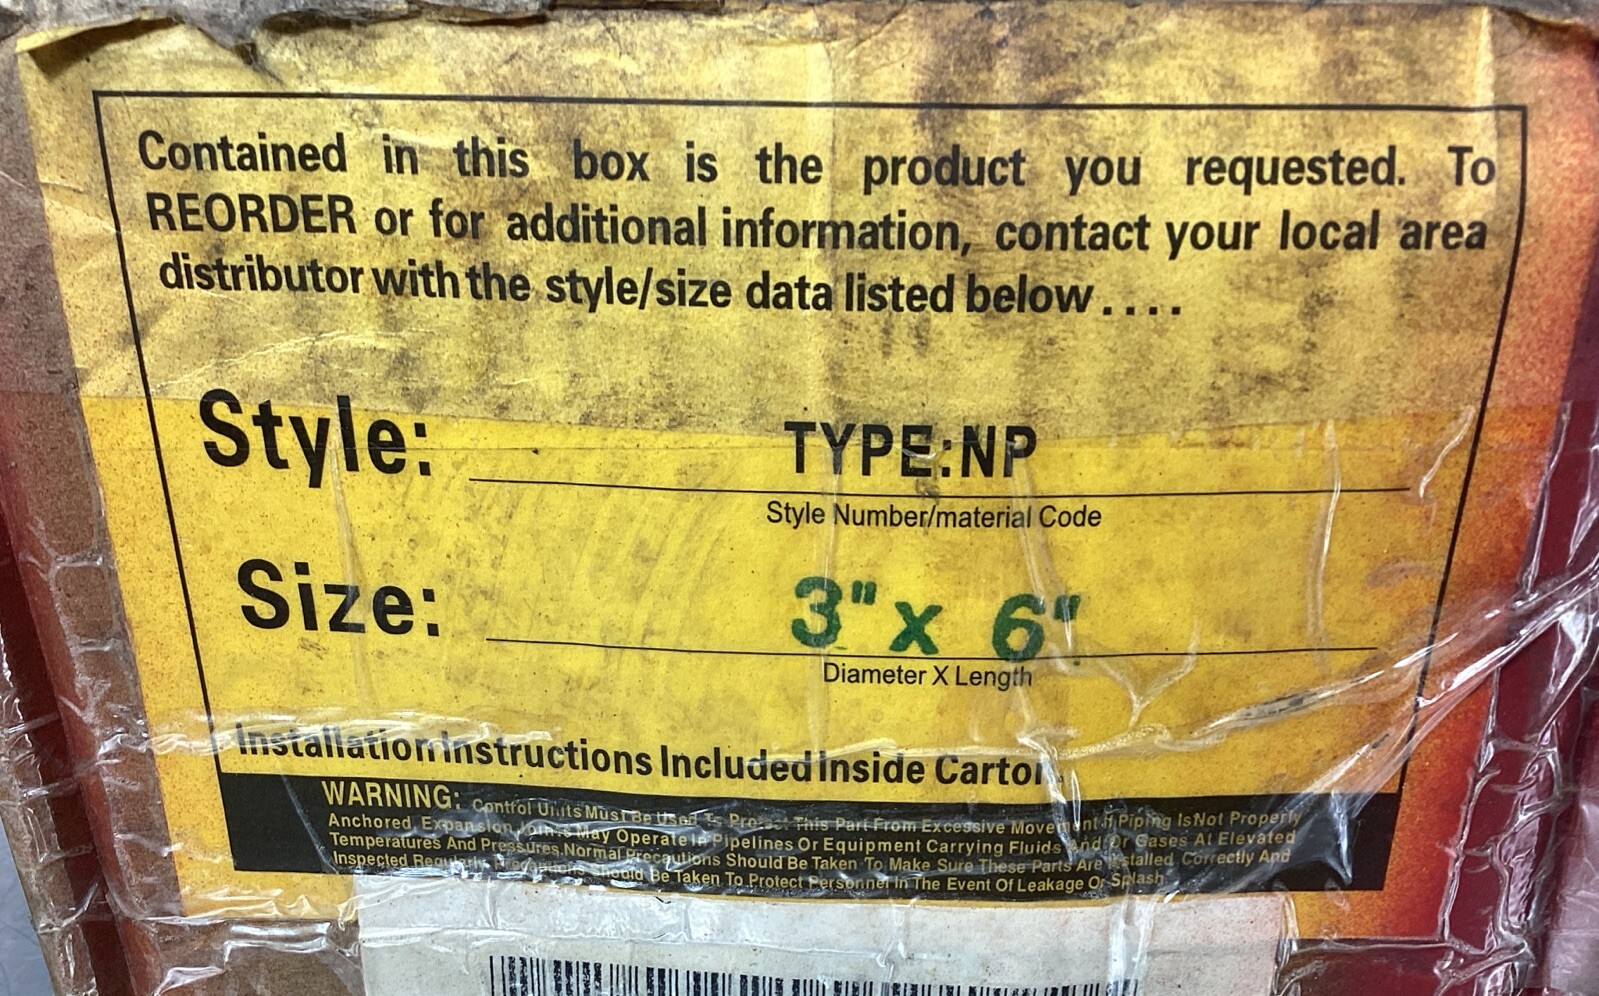 Contained in this box is the product you requested. To
REORDER or for additional information, contact your local area
distributor with the style/size data listed below....
Style: TYPE:NP
Style Number/material Code
Size: 3" x 6"
Diameter X Length
Installation Instructions Included Inside Carton.
WARNING: Control Units Must Be Used To Protect This Part From Excessive Movement If Piping Is Not Properly
Anchored Expansion Joints May Operate In Pipelines Or Equipment Carrying Fluids And/Or Gases At Elevated
Temperatures And Pressures.Normal Precautions Should Be Taken To Make Sure These Parts Are Installed Correctly And
Inspected Regularly. Precautions Should Be Taken To Protect Personnel In The Event Of Leakage Or Splash